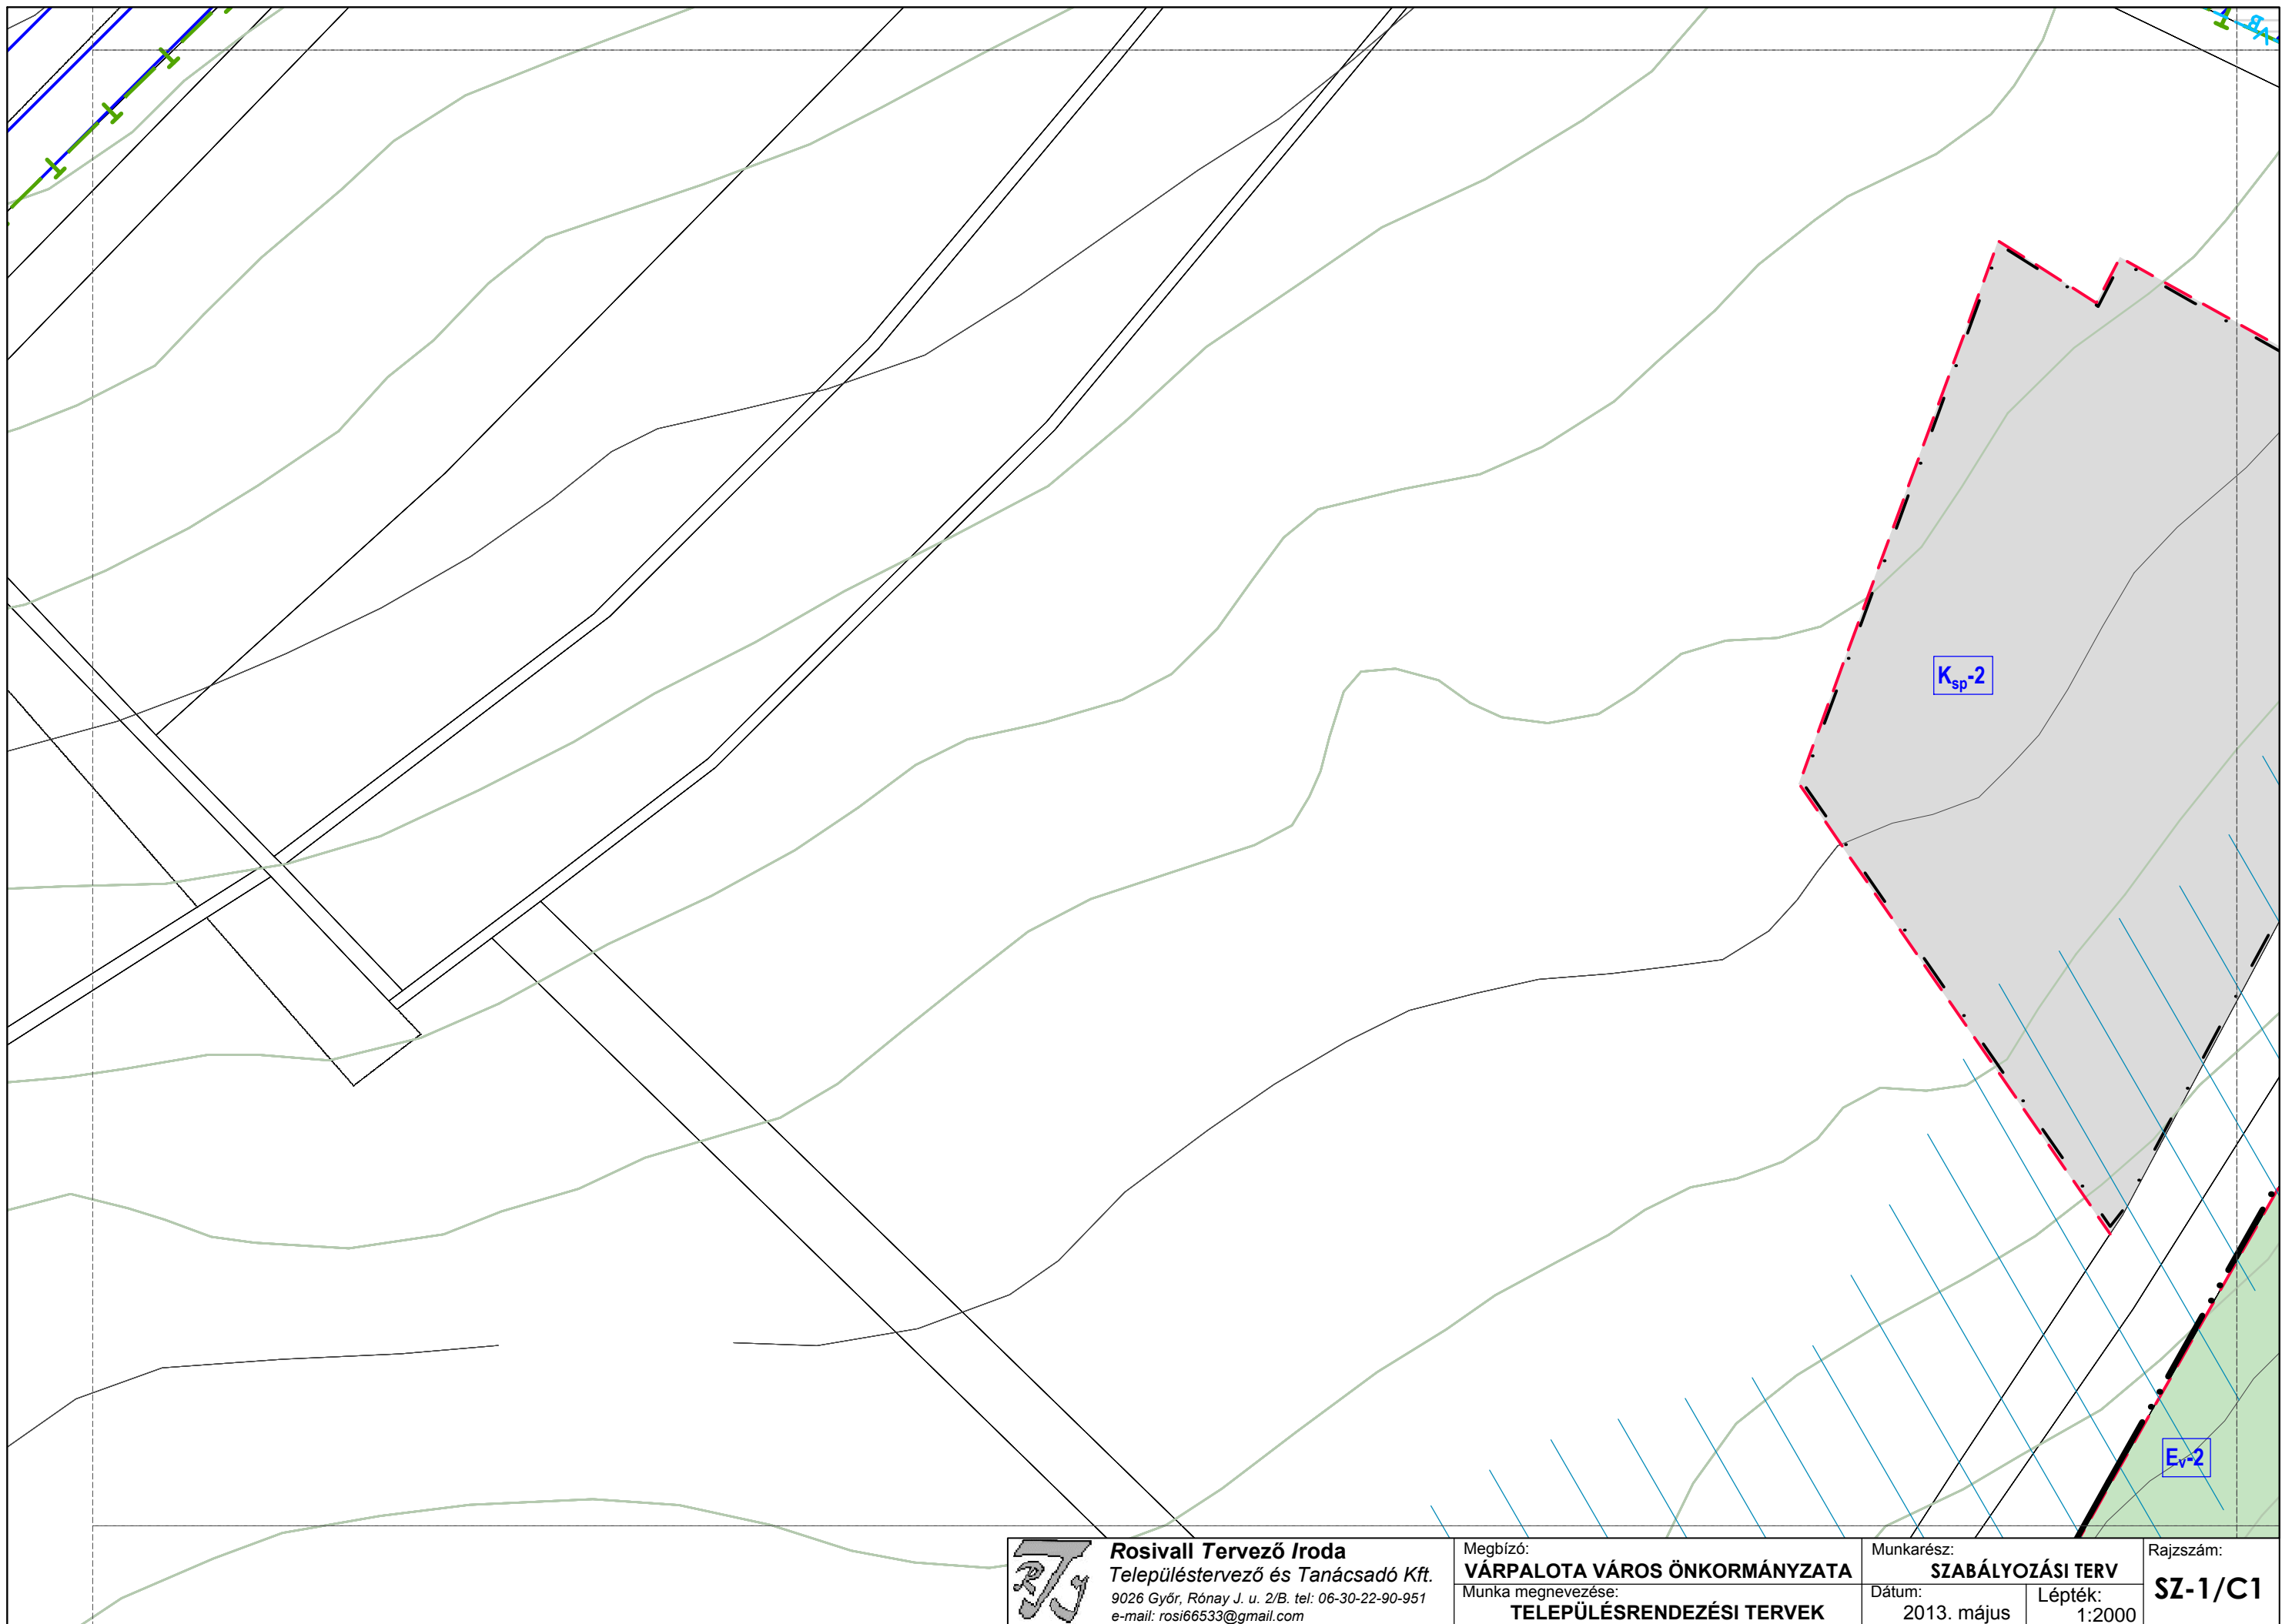 VB
Ksp-2
Ev-2
Rosivall Tervező Iroda
Településtervező és Tanácsadó Kft.
9026 Győr, Rónay J. u. 2/B. tel: 06-30-22-90-951
e-mail: rosi66533@gmail.com
Megbízó:
VÁRPALOTA VÁROS ÖNKORMÁNYZATA
Munka megnevezése:
TELEPÜLÉSRENDEZÉSI TERVEK
Munkarész:
SZABÁLYOZÁSI TERV
Dátum:
2013. május
Lépték:
1:2000
Rajzszám:
SZ-1/C1